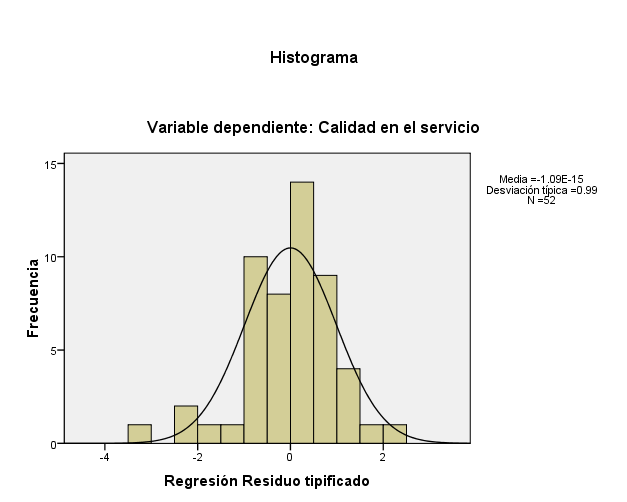 Histograma
Variable dependiente: Calidad en el servicio
Media =-1.09E-15
Desviación típica =0.99
N =52
Frecuencia
15
10
5
0
-4
-2
0
2
Regresión Residuo tipificado